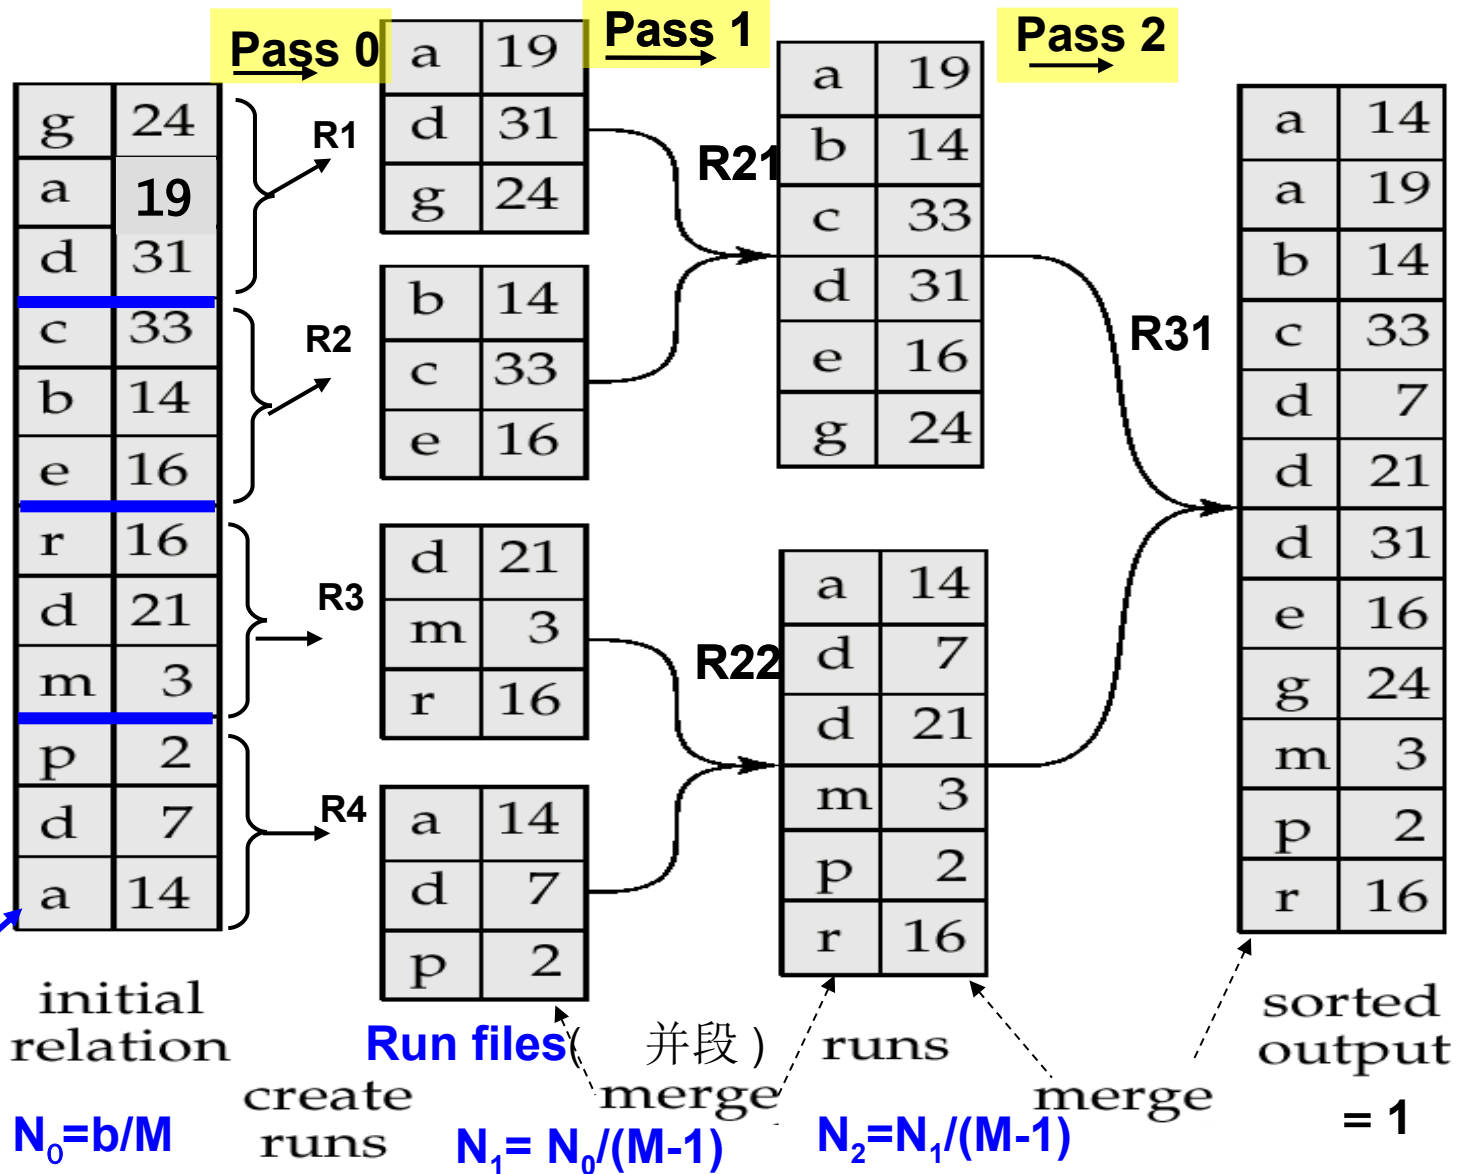 Pass 0
Pass 1
Pass 2
g 24
a 19
d 31
c 33
b 14
e 16
r 16
d 21
m 3
p 2
d 7
a 14
R1
R2
R3
R4
a 19
d 31
g 24
b 14
c 33
e 16
d 21
m 3
r 16
a 14
d 7
p 2
R21
R22
a 19
b 14
c 33
d 31
e 16
g 24
a 14
d 7
d 21
m 3
p 2
r 16
R31
a 14
a 19
b 14
c 33
d 7
d 21
d 31
e 16
g 24
m 3
p 2
r 16
initial
relation
create
runs
Run files( 并段 )
merge
runs
merge
sorted
output
N₀=b/M
N₁= N₀/(M-1)
N₂=N₁/(M-1)
= 1